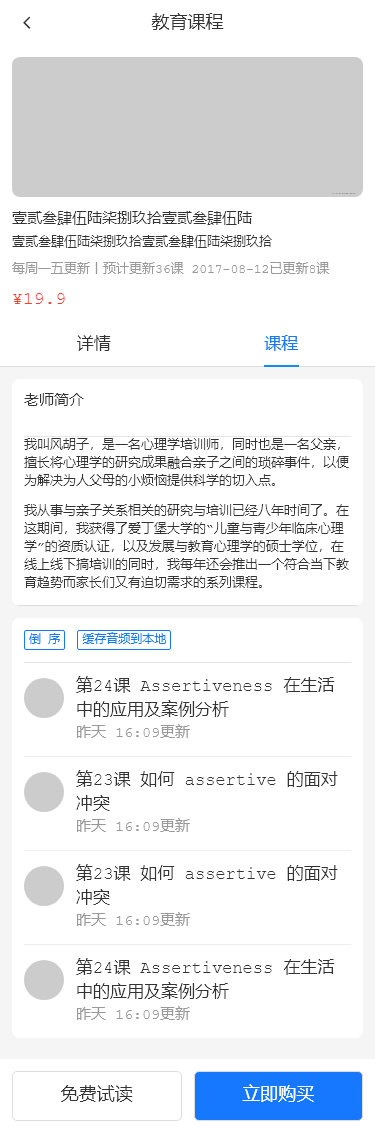 教育课程
壹贰叁肆伍陆柒捌玖拾壹贰叁肆伍陆
壹贰叁肆伍陆柒捌玖拾壹贰叁肆伍陆柒捌玖拾
每周一五更新丨预计更新36课 2017-08-12已更新8课
¥19.9
详情 课程
老师简介
我叫风胡子，是一名心理学培训师，同时也是一名父亲，
擅长将心理学的研究成果融合亲子之间的琐碎事件，以便
为解决为人父母的小烦恼提供科学的切入点。
我从事与亲子关系相关的研究与培训已经八年时间了。在
这期间，我获得了爱丁堡大学的“儿童与青少年临床心理
学”的资质认证，以及发展与教育心理学的硕士学位，在
线上线下搞培训的同时，我每年还会推出一个符合当下教
育趋势而家长们又有迫切需求的系列课程。
倒 序 缓存音频到本地
第24课 Assertiveness 在生活
中的应用及案例分析
昨天 16:09更新
第23课 如何 assertive 的面对
冲突
昨天 16:09更新
第23课 如何 assertive 的面对
冲突
昨天 16:09更新
第24课 Assertiveness 在生活
中的应用及案例分析
昨天 16:09更新
免费试读 立即购买